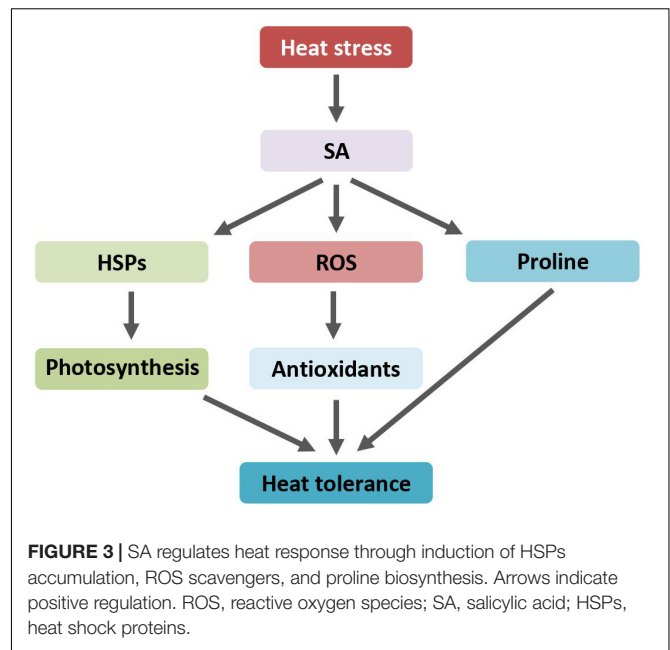 Heat stress
SA
HSPs
ROS
Proline
Photosynthesis
Antioxidants
Heat tolerance
FIGURE 3 | SA regulates heat response through induction of HSPs
accumulation, ROS scavengers, and proline biosynthesis. Arrows indicate
positive regulation. ROS, reactive oxygen species; SA, salicylic acid; HSPs,
heat shock proteins.